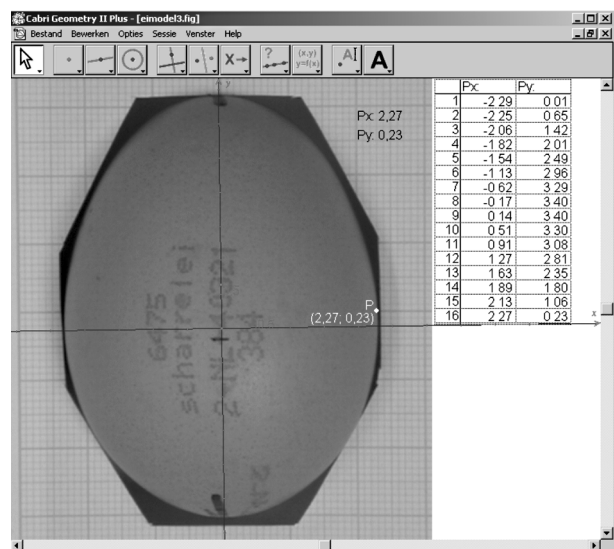 Cabri Geometry II Plus - [eimodel3.fig]
Bestand Bewerken Opties Sessie Venster Help
? (x,y) y=f(x) A A
y
Px: 2,27
Py: 0,23
Px: Py:
1 -2 29 0 01
2 -2 25 0 65
3 -2 06 1 42
4 -1 82 2 01
5 -1 54 2 49
6 -1 13 2 96
7 -0 62 3 29
8 -0 17 3 40
9 0 14 3 40
10 0 51 3 30
11 0 91 3 08
12 1 27 2 81
13 1 63 2 35
14 1 89 1 80
15 2 13 1 06
16 2 27 0 23
P
(2,27; 0,23)
x
1
6475
scharrelei
384